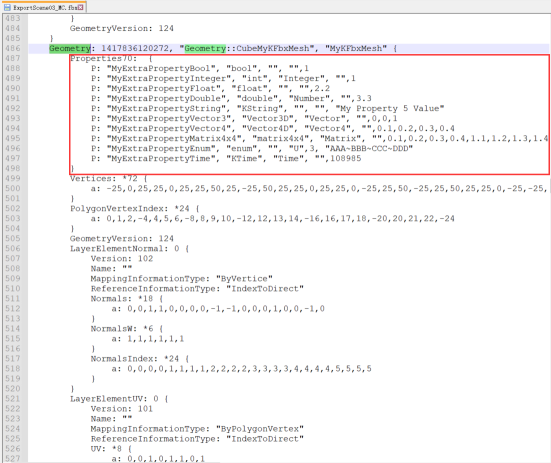 ExportScene03_MC.fbx
483 }
484 GeometryVersion: 124
485 }
486 Geometry: 1417836120272, "Geometry::CubeMyKFbxMesh", "MyKFbxMesh" {
487 Properties70: {
488 P: "MyExtraPropertyBool", "bool", "", "",1
489 P: "MyExtraPropertyInteger", "int", "Integer", "",1
490 P: "MyExtraPropertyFloat", "float", "", "",2.2
491 P: "MyExtraPropertyDouble", "double", "Number", "",3.3
492 P: "MyExtraPropertyString", "KString", "", "", "My Property 5 Value"
493 P: "MyExtraPropertyVector3", "Vector3D", "Vector", "",0,0,1
494 P: "MyExtraPropertyVector4", "Vector4D", "Vector4", "",0.1,0.2,0.3,0.4
495 P: "MyExtraPropertyMatrix4x4", "matrix4x4", "Matrix", "",0.1,0.2,0.3,0.4,1.1,1.2,1.3,1.4
496 P: "MyExtraPropertyEnum", "enum", "", "U",3, "AAA~BBB~CCC~DDD"
497 P: "MyExtraPropertyTime", "KTime", "Time", "",108985
498 }
499 Vertices: *72 {
500 a: -25,0,25,25,0,25,25,50,25,-25,50,25,25,0,25,25,0,-25,25,50,-25,25,50,25,25,0,-25,-25,
501 }
502 PolygonVertexIndex: *24 {
503 a: 0,1,2,-4,4,5,6,-8,8,9,10,-12,12,13,14,-16,16,17,18,-20,20,21,22,-24
504 }
505 GeometryVersion: 124
506 LayerElementNormal: 0 {
507 Version: 102
508 Name: ""
509 MappingInformationType: "ByVertice"
510 ReferenceInformationType: "IndexToDirect"
511 Normals: *18 {
512 a: 0,0,1,1,0,0,0,0,-1,-1,0,0,0,1,0,0,-1,0
513 }
514 NormalsW: *6 {
515 a: 1,1,1,1,1,1
516 }
517 NormalsIndex: *24 {
518 a: 0,0,0,0,1,1,1,1,2,2,2,2,3,3,3,3,4,4,4,4,5,5,5,5
519 }
520 }
521 LayerElementUV: 0 {
522 Version: 101
523 Name: ""
524 MappingInformationType: "ByPolygonVertex"
525 ReferenceInformationType: "IndexToDirect"
526 UV: *8 {
527 a: 0,0,1,0,1,1,0,1